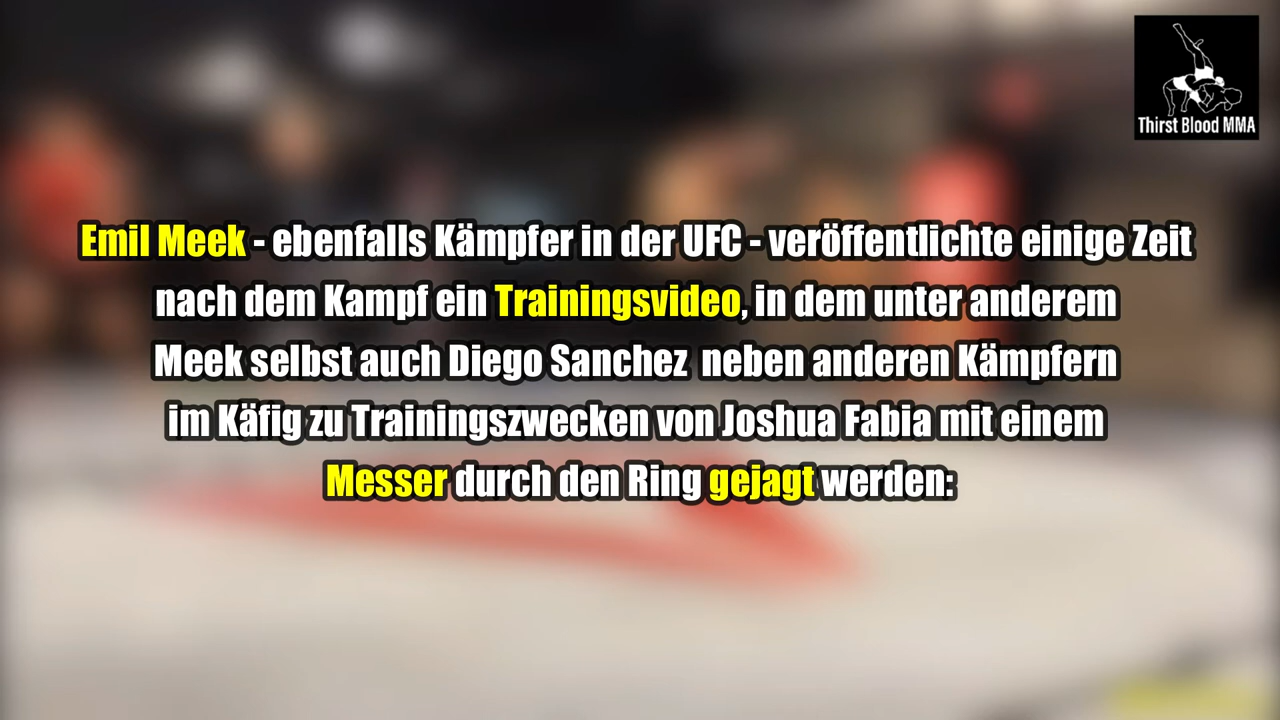 Thirst Blood MMA
Emil Meek - ebenfalls Kämpfer in der UFC - veröffentlichte einige Zeit
nach dem Kampf ein Trainingsvideo, in dem unter anderem
Meek selbst auch Diego Sanchez  neben anderen Kämpfern
im Käfig zu Trainingszwecken von Joshua Fabia mit einem
Messer durch den Ring gejagt werden: